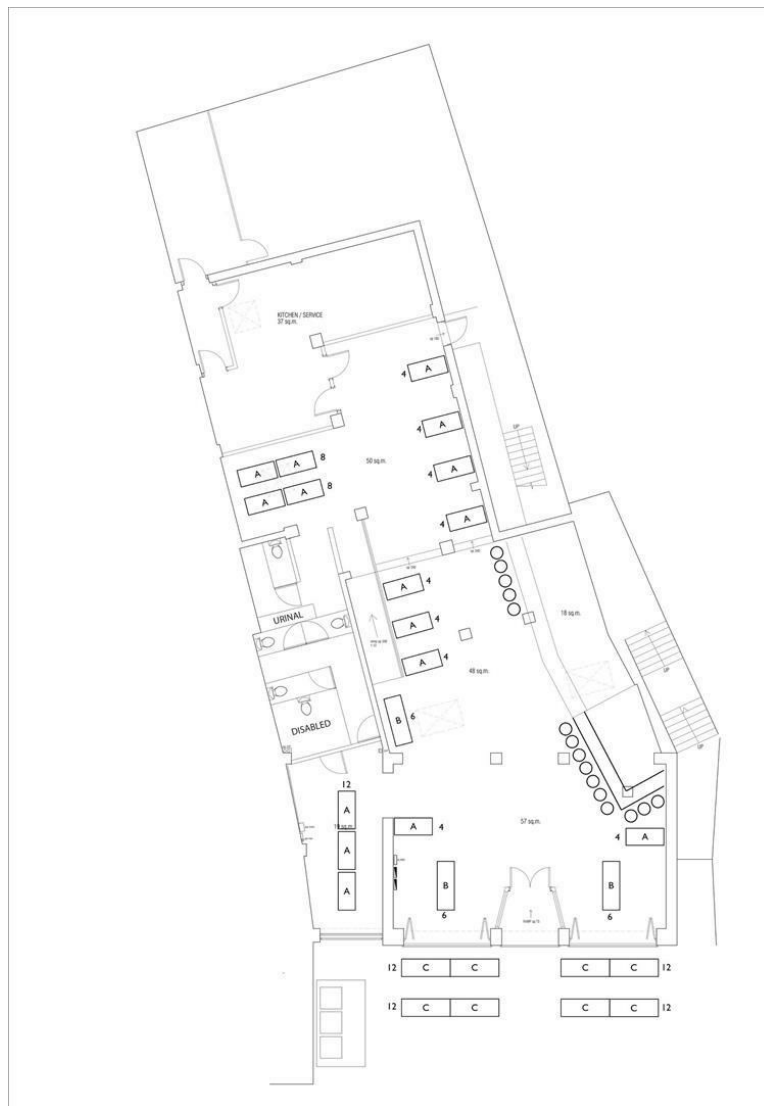 KITCHEN / SERVICE
37 sq.m.
A
4
UP
A
4
A A 8
50 sq.m.
A
4
A A 8
A
4
URINAL
A 4
18 sq.m.
A 4
A 4
48 sq.m.
UP
B 6
DISABLED
UP
12
A
A 4
57 sq.m.
4 A
A
B
B
A
6
6
12 C C
C C 12
12 C C
C C 12